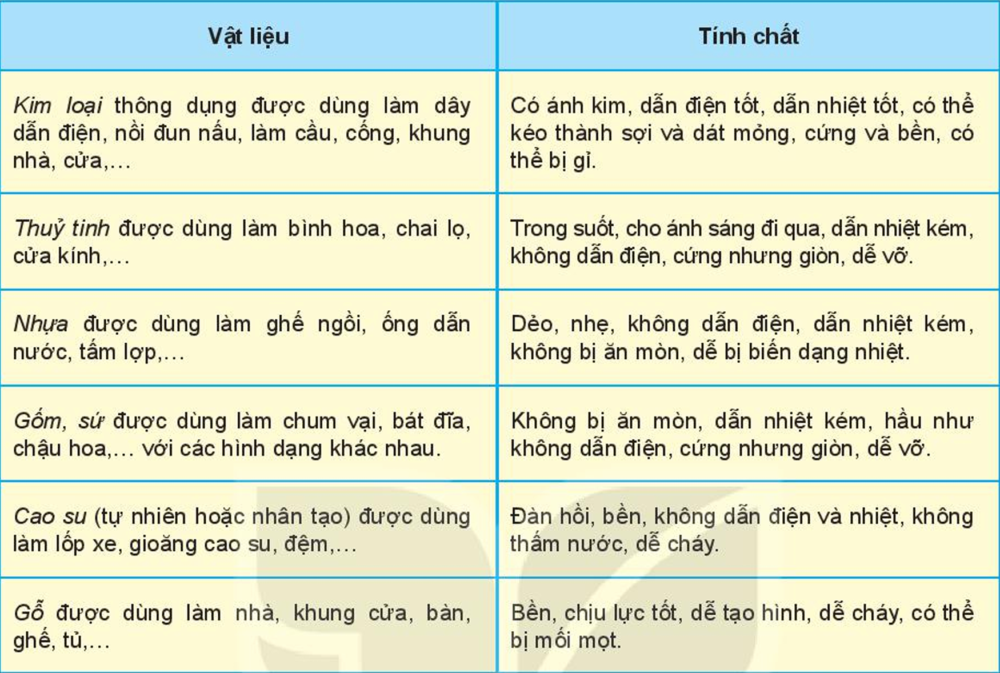 Vật liệu
Tính chất
Kim loại thông dụng được dùng làm dây
dẫn điện, nồi đun nấu, làm cầu, cống, khung
nhà, cửa,...
Có ánh kim, dẫn điện tốt, dẫn nhiệt tốt, có thể
kéo thành sợi và dát mỏng, cứng và bền, có
thể bị gỉ.
Thuỷ tinh được dùng làm bình hoa, chai lọ,
cửa kính,...
Trong suốt, cho ánh sáng đi qua, dẫn nhiệt kém,
không dẫn điện, cứng nhưng giòn, dễ vỡ.
Nhựa được dùng làm ghế ngồi, ống dẫn
nước, tấm lợp,...
Dẻo, nhẹ, không dẫn điện, dẫn nhiệt kém,
không bị ăn mòn, dễ bị biến dạng nhiệt.
Gốm, sứ được dùng làm chum vại, bát đĩa,
chậu hoa,... với các hình dạng khác nhau.
Không bị ăn mòn, dẫn nhiệt kém, hầu như
không dẫn điện, cứng nhưng giòn, dễ vỡ.
Cao su (tự nhiên hoặc nhân tạo) được dùng
làm lốp xe, gioăng cao su, đệm,...
Đàn hồi, bền, không dẫn điện và nhiệt, không
thấm nước, dễ cháy.
Gỗ được dùng làm nhà, khung cửa, bàn,
ghế, tủ,...
Bền, chịu lực tốt, dễ tạo hình, dễ cháy, có thể
bị mối mọt.